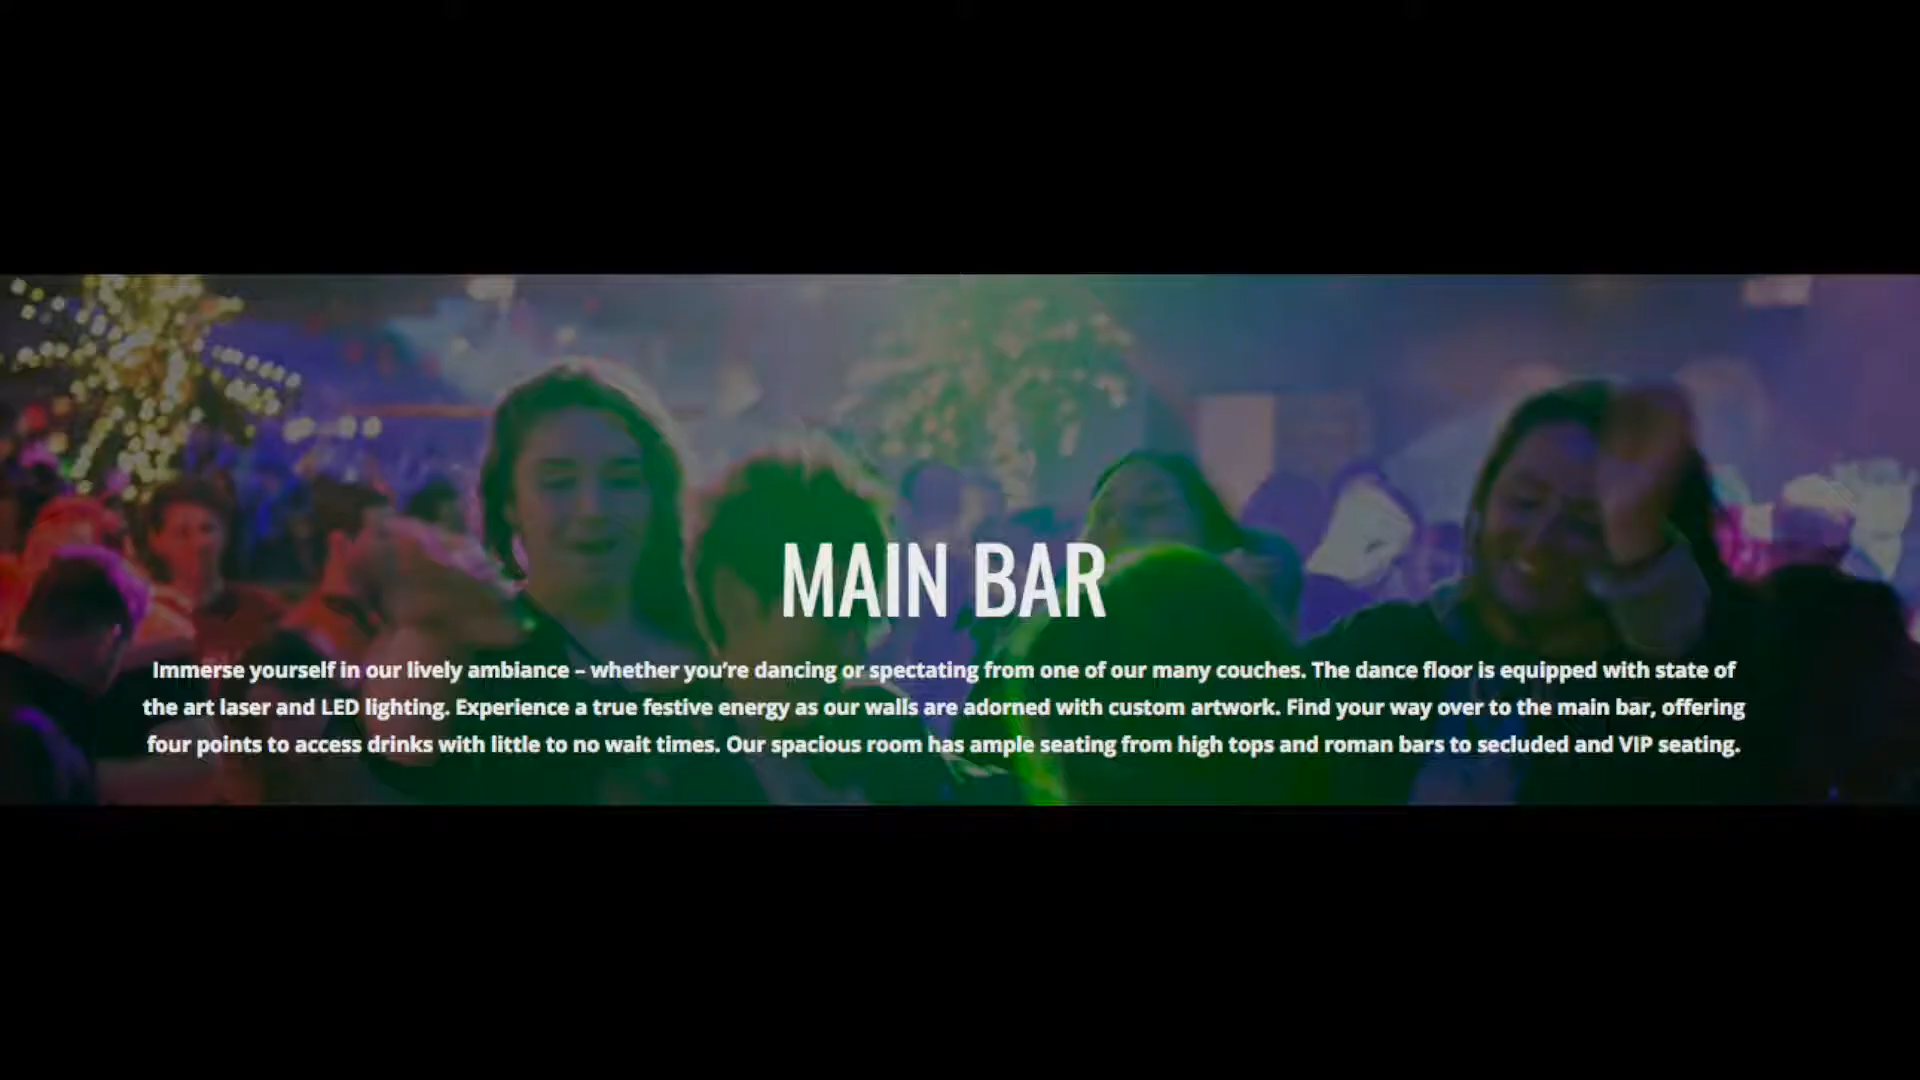 MAIN BAR
Immerse yourself in our lively ambiance – whether you're dancing or spectating from one of our many couches. The dance floor is equipped with state of
the art laser and LED lighting. Experience a true festive energy as our walls are adorned with custom artwork. Find your way over to the main bar, offering
four points to access drinks with little to no wait times. Our spacious room has ample seating from high tops and roman bars to secluded and VIP seating.